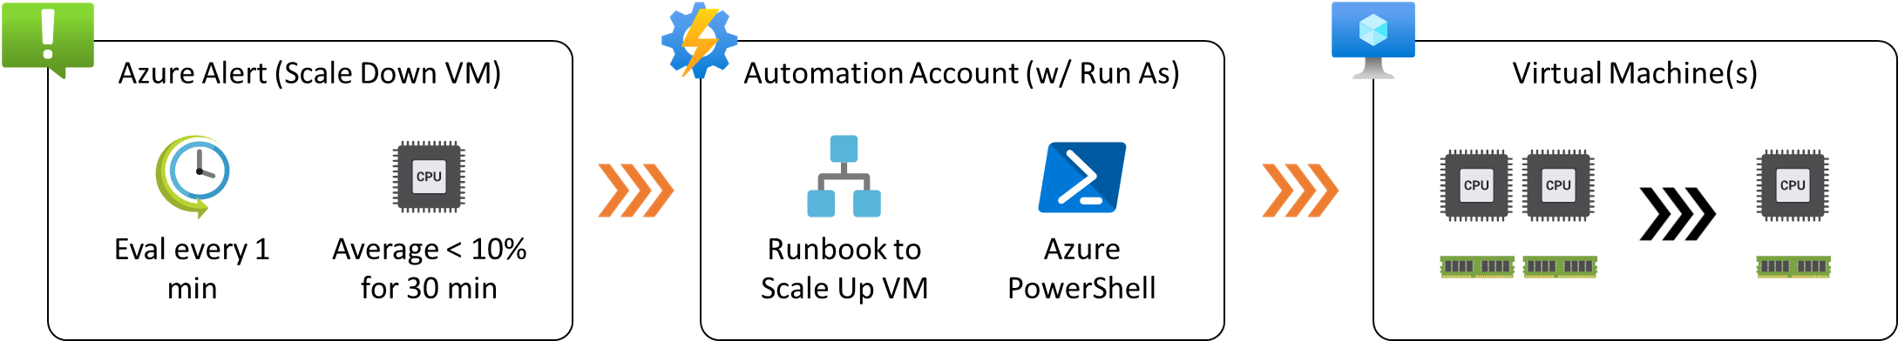 Azure Alert (Scale Down VM)
Eval every 1
min
CPU
Average < 10%
for 30 min
Automation Account (w/ Run As)
Runbook to
Scale Up VM
Azure
PowerShell
Virtual Machine(s)
CPU
CPU
CPU